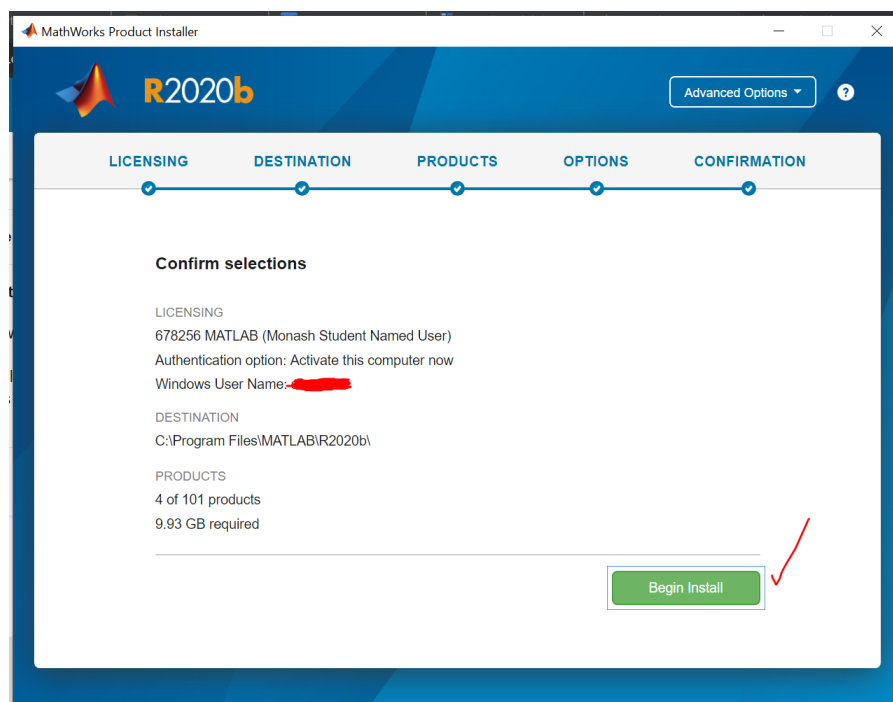 MathWorks Product Installer
R2020b
Advanced Options
?
LICENSING DESTINATION PRODUCTS OPTIONS CONFIRMATION
Confirm selections
LICENSING
678256 MATLAB (Monash Student Named User)
Authentication option: Activate this computer now
Windows User Name:
DESTINATION
C:\Program Files\MATLAB\R2020b\
PRODUCTS
4 of 101 products
9.93 GB required
Begin Install